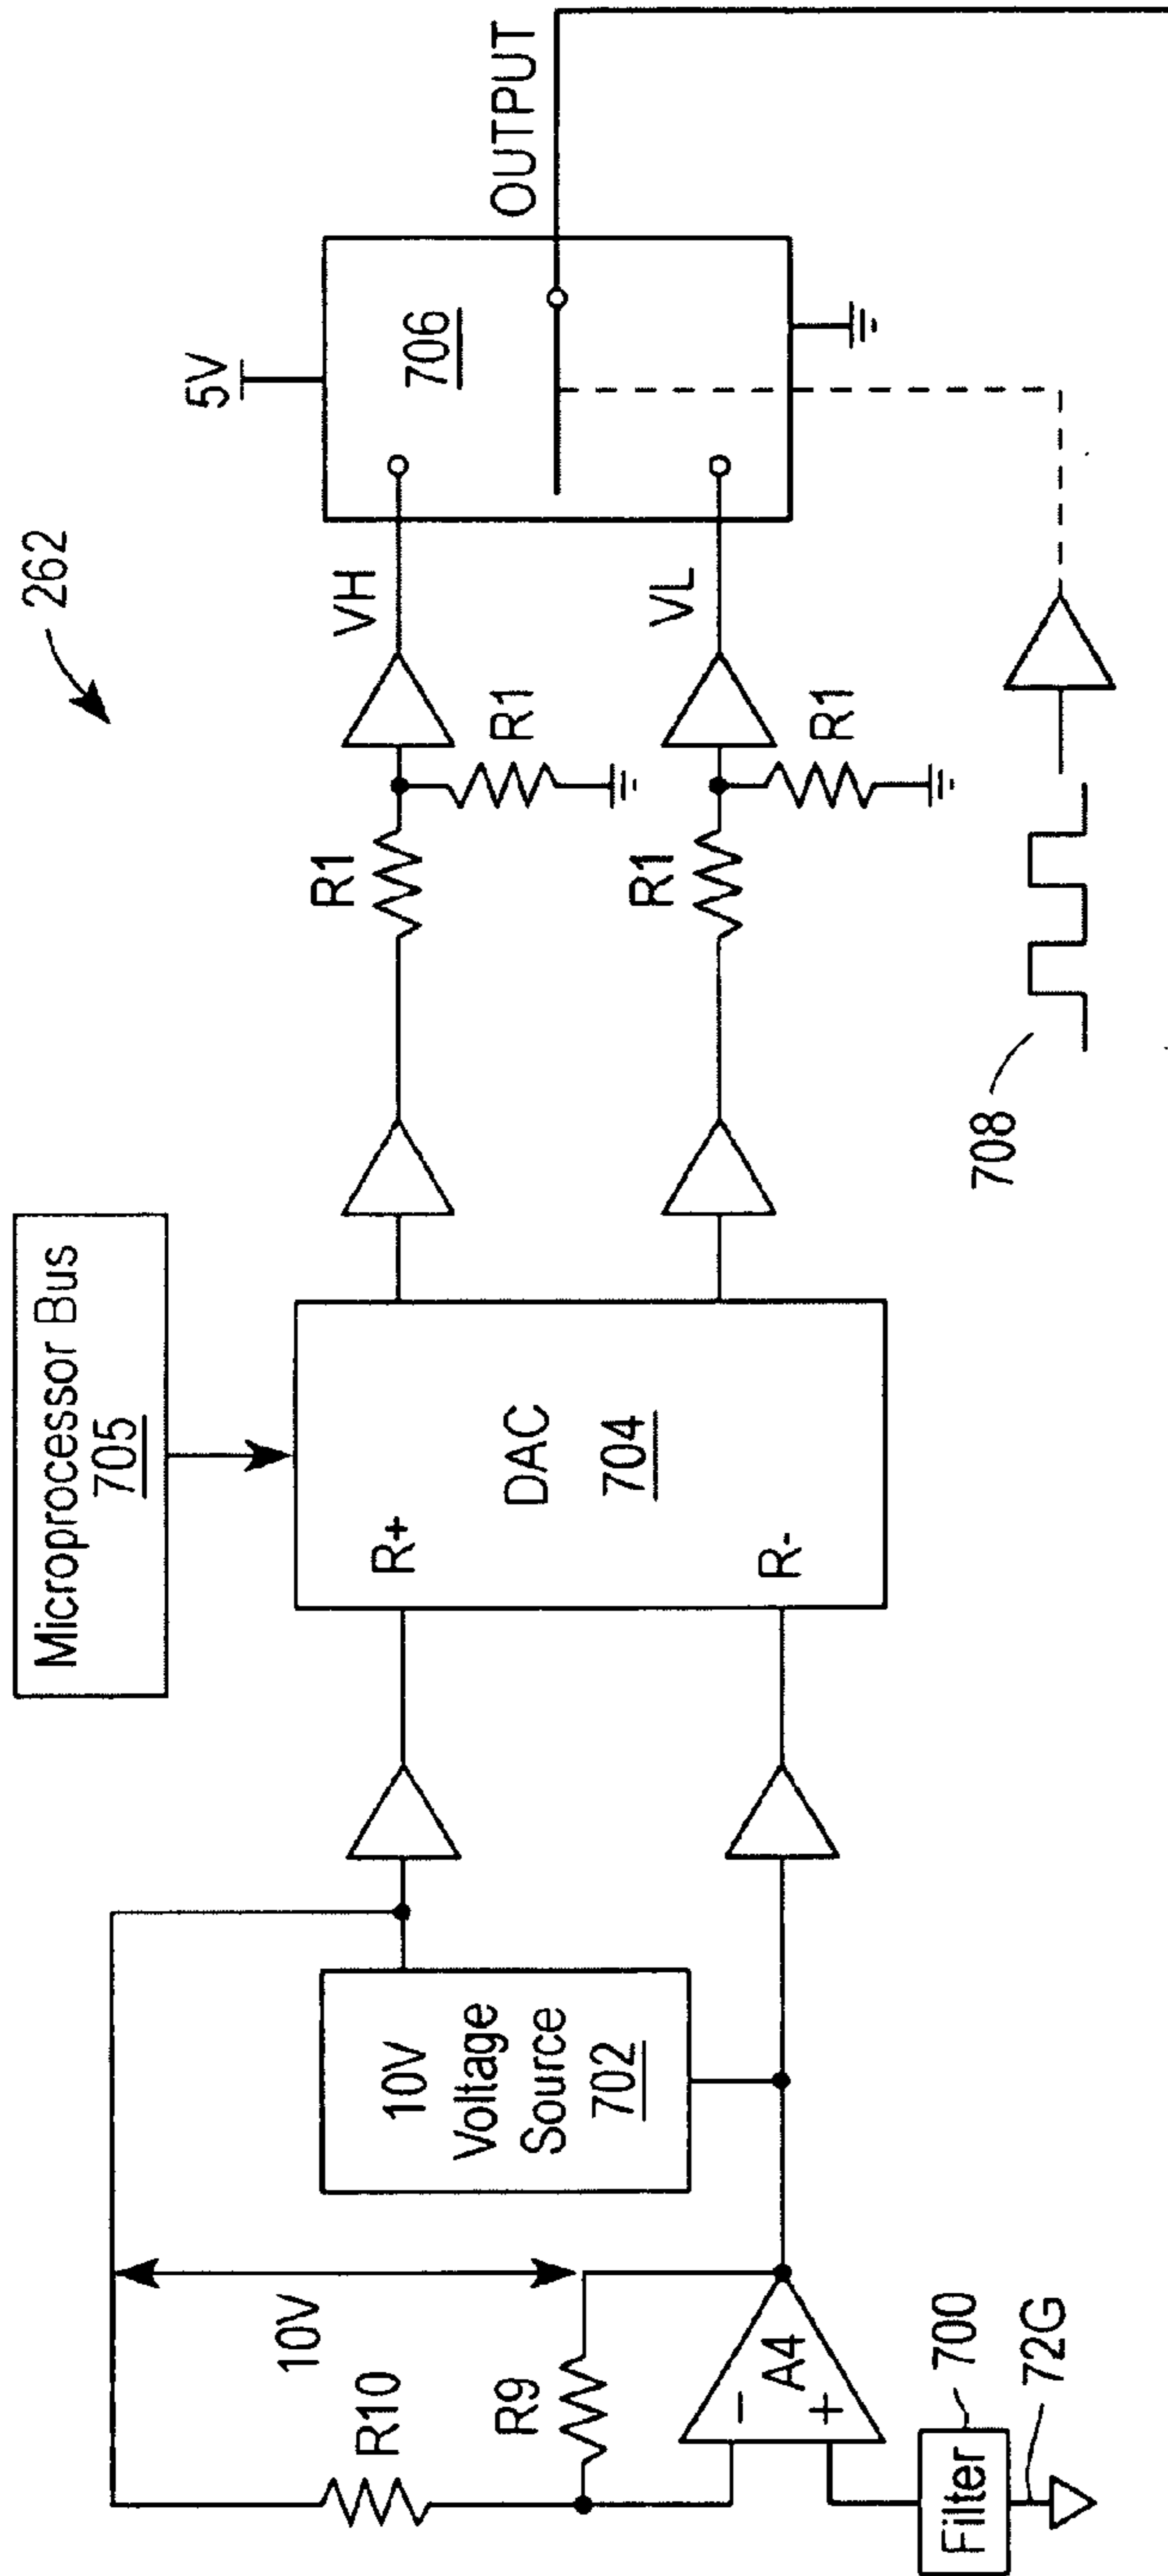 262
Microprocessor Bus
705
5V
OUTPUT
10V
R10
R9
10V
Voltage
Source
702
R+
R-
DAC
704
R1
R1
VH
706
R1
R1
VL
A4
−
+
Filter
700
72G
708